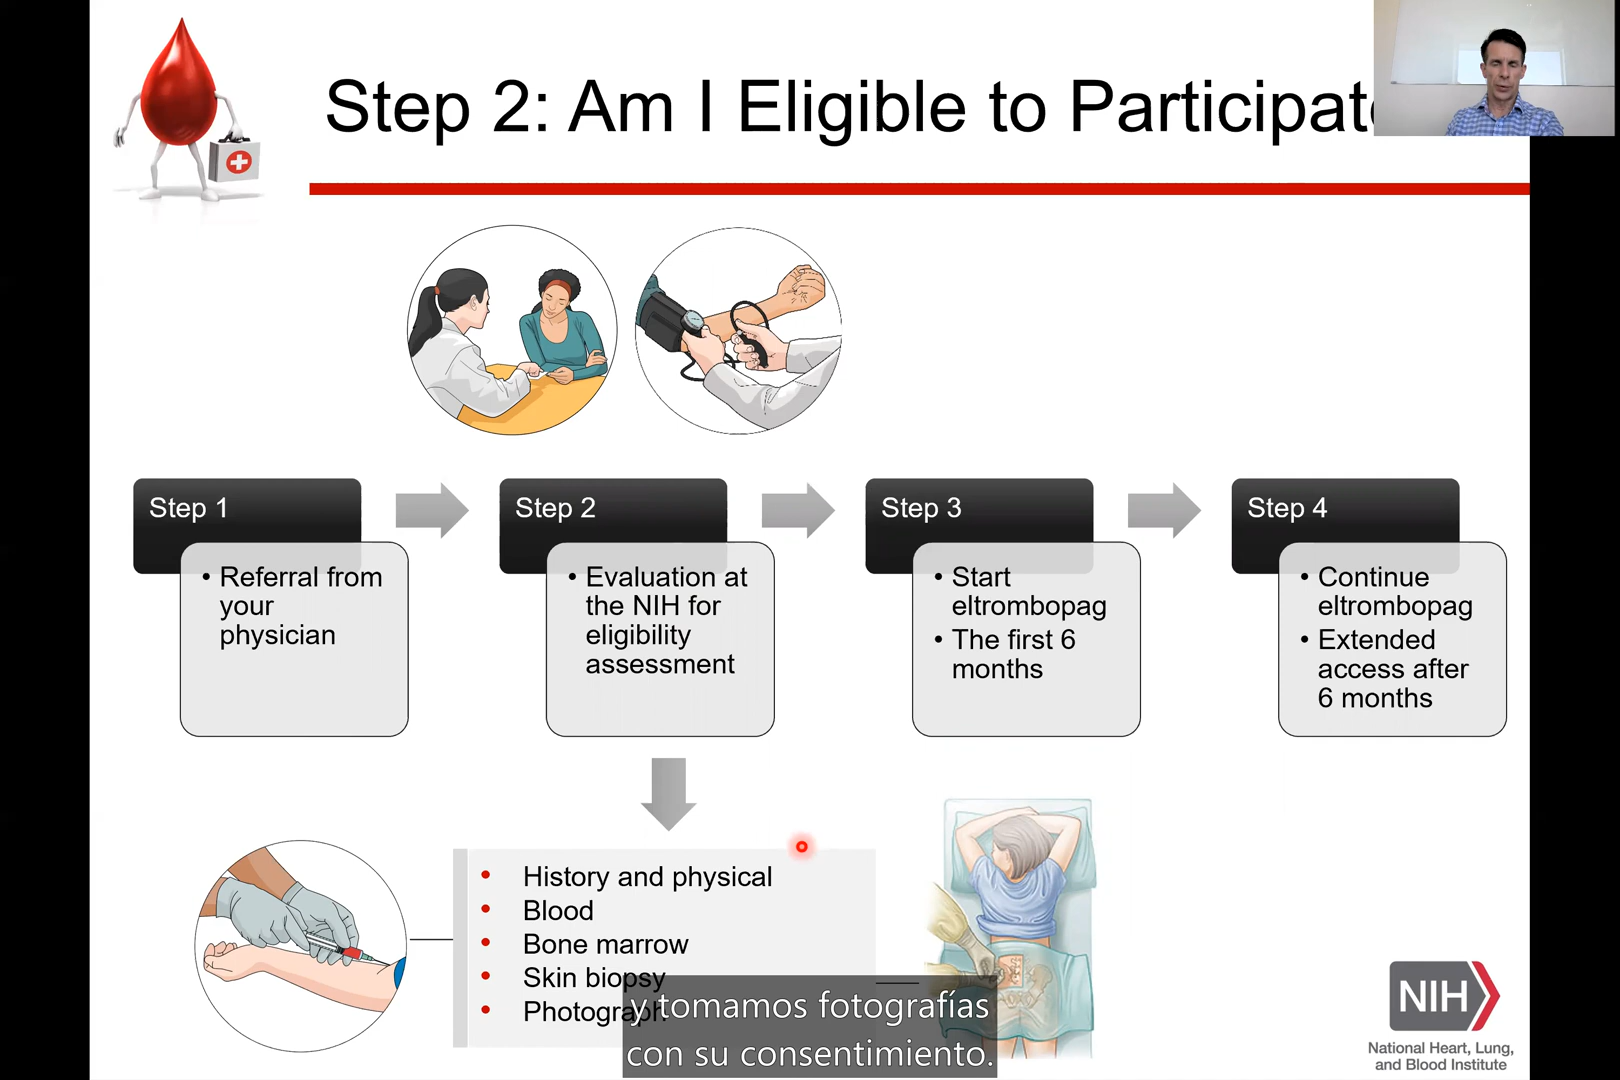 Step 2: Am I Eligible to Participate
Step 1
Referral from
your
physician
Step 2
Evaluation at
the NIH for
eligibility
assessment
Step 3
Start
eltrombopag
The first 6
months
Step 4
Continue
eltrombopag
Extended
access after
6 months
History and physical
Blood
Bone marrow
Skin biopsy
Photograph
y tomamos fotografías
con su consentimiento.
NIH
National Heart, Lung,
and Blood Institute